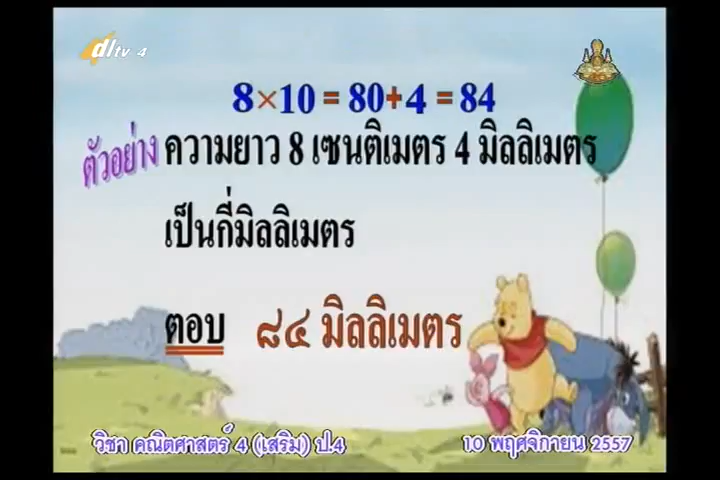 dltv 4
8×10 = 80+4 = 84
ตัวอย่าง ความยาว 8 เซนติเมตร 4 มิลลิเมตร
เป็นกี่มิลลิเมตร
ตอบ ๘๔ มิลลิเมตร
วิชา คณิตศาสตร์ 4 (เสริม) ป.4
10 พฤศจิกายน 2557